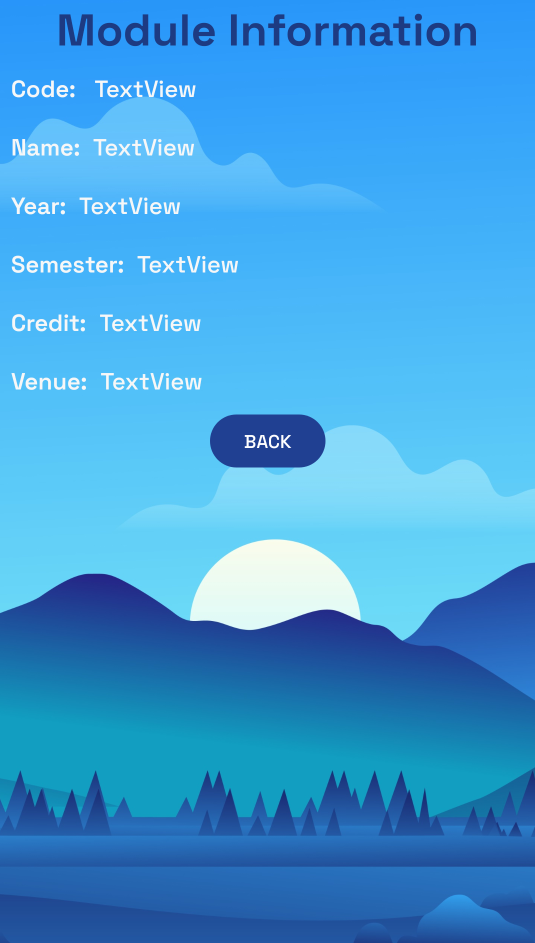 Module Information
Code: TextView
Name: TextView
Year: TextView
Semester: TextView
Credit: TextView
Venue: TextView
BACK